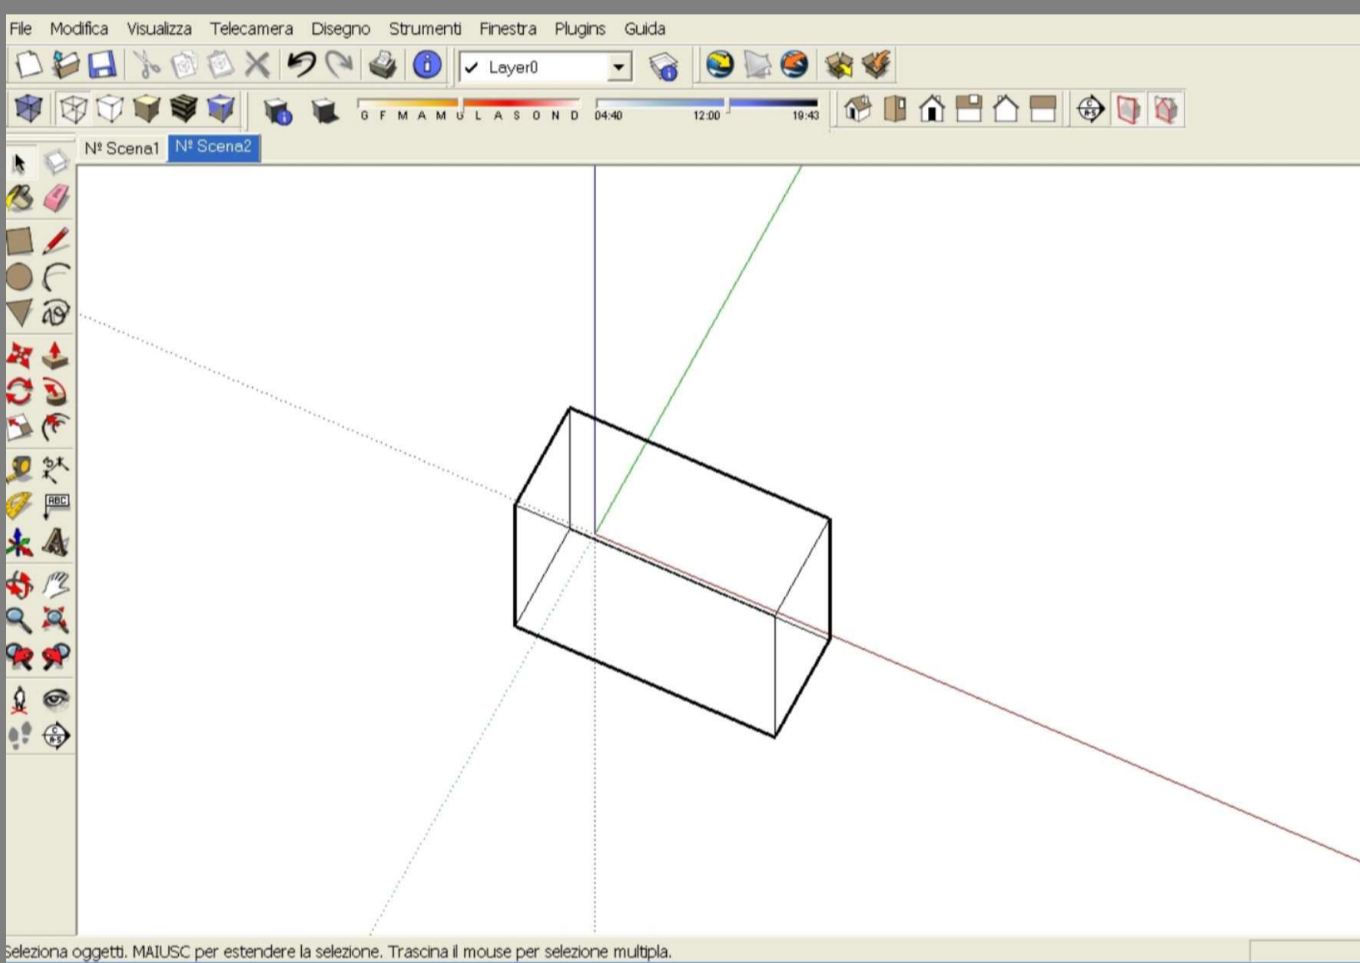 File Modifica Visualizza Telecamera Disegno Strumenti Finestra Plugins Guida
Layer0
G F M A M G L A S O N D 04:40 12:00 19:43
Nº Scena1 Nº Scena2
ABC
Seleziona oggetti. MAIUSC per estendere la selezione. Trascina il mouse per selezione multipla.